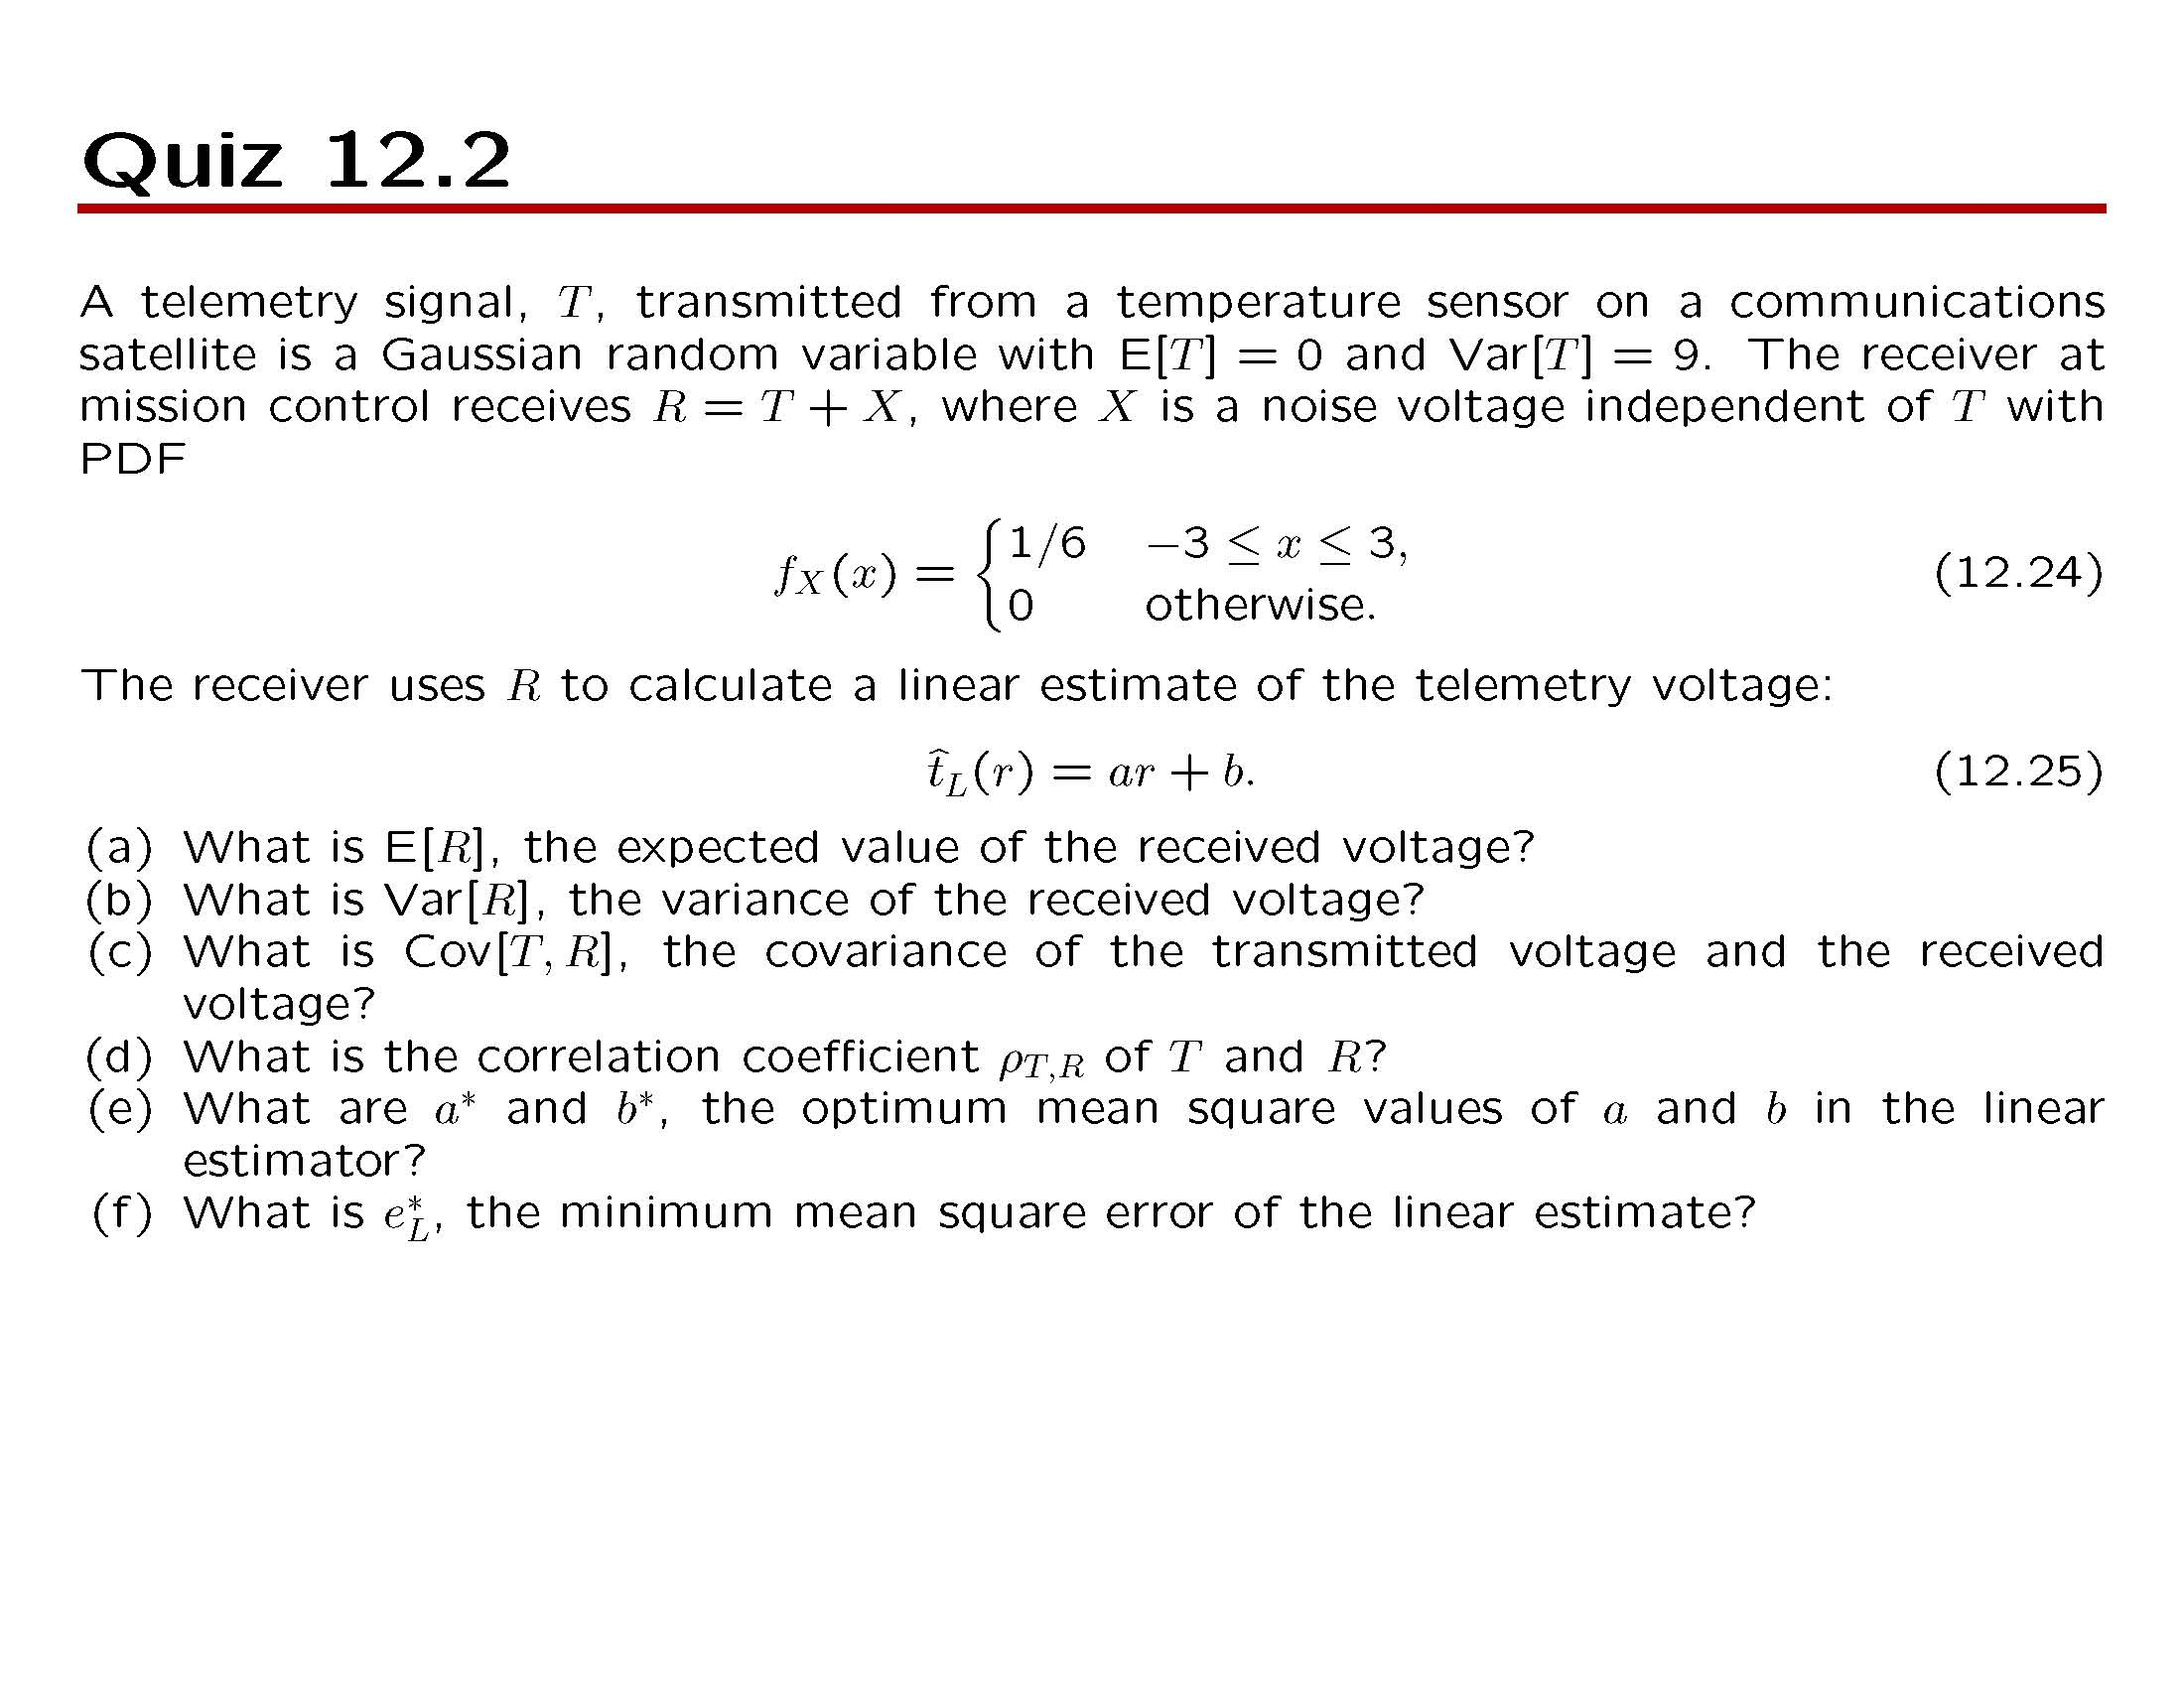 Quiz 12.2
A telemetry signal, T, transmitted from a temperature sensor on a communications
satellite is a Gaussian random variable with E[T] = 0 and Var[T] = 9. The receiver at
mission control receives R = T + X, where X is a noise voltage independent of T with
PDF
f_X(x) = { 1/6 −3 ≤ x ≤ 3,
0 otherwise. (12.24)
The receiver uses R to calculate a linear estimate of the telemetry voltage:
t̂_L(r) = ar + b. (12.25)
(a) What is E[R], the expected value of the received voltage?
(b) What is Var[R], the variance of the received voltage?
(c) What is Cov[T, R], the covariance of the transmitted voltage and the received
voltage?
(d) What is the correlation coefficient ρ_{T,R} of T and R?
(e) What are a* and b*, the optimum mean square values of a and b in the linear
estimator?
(f) What is e*_L, the minimum mean square error of the linear estimate?